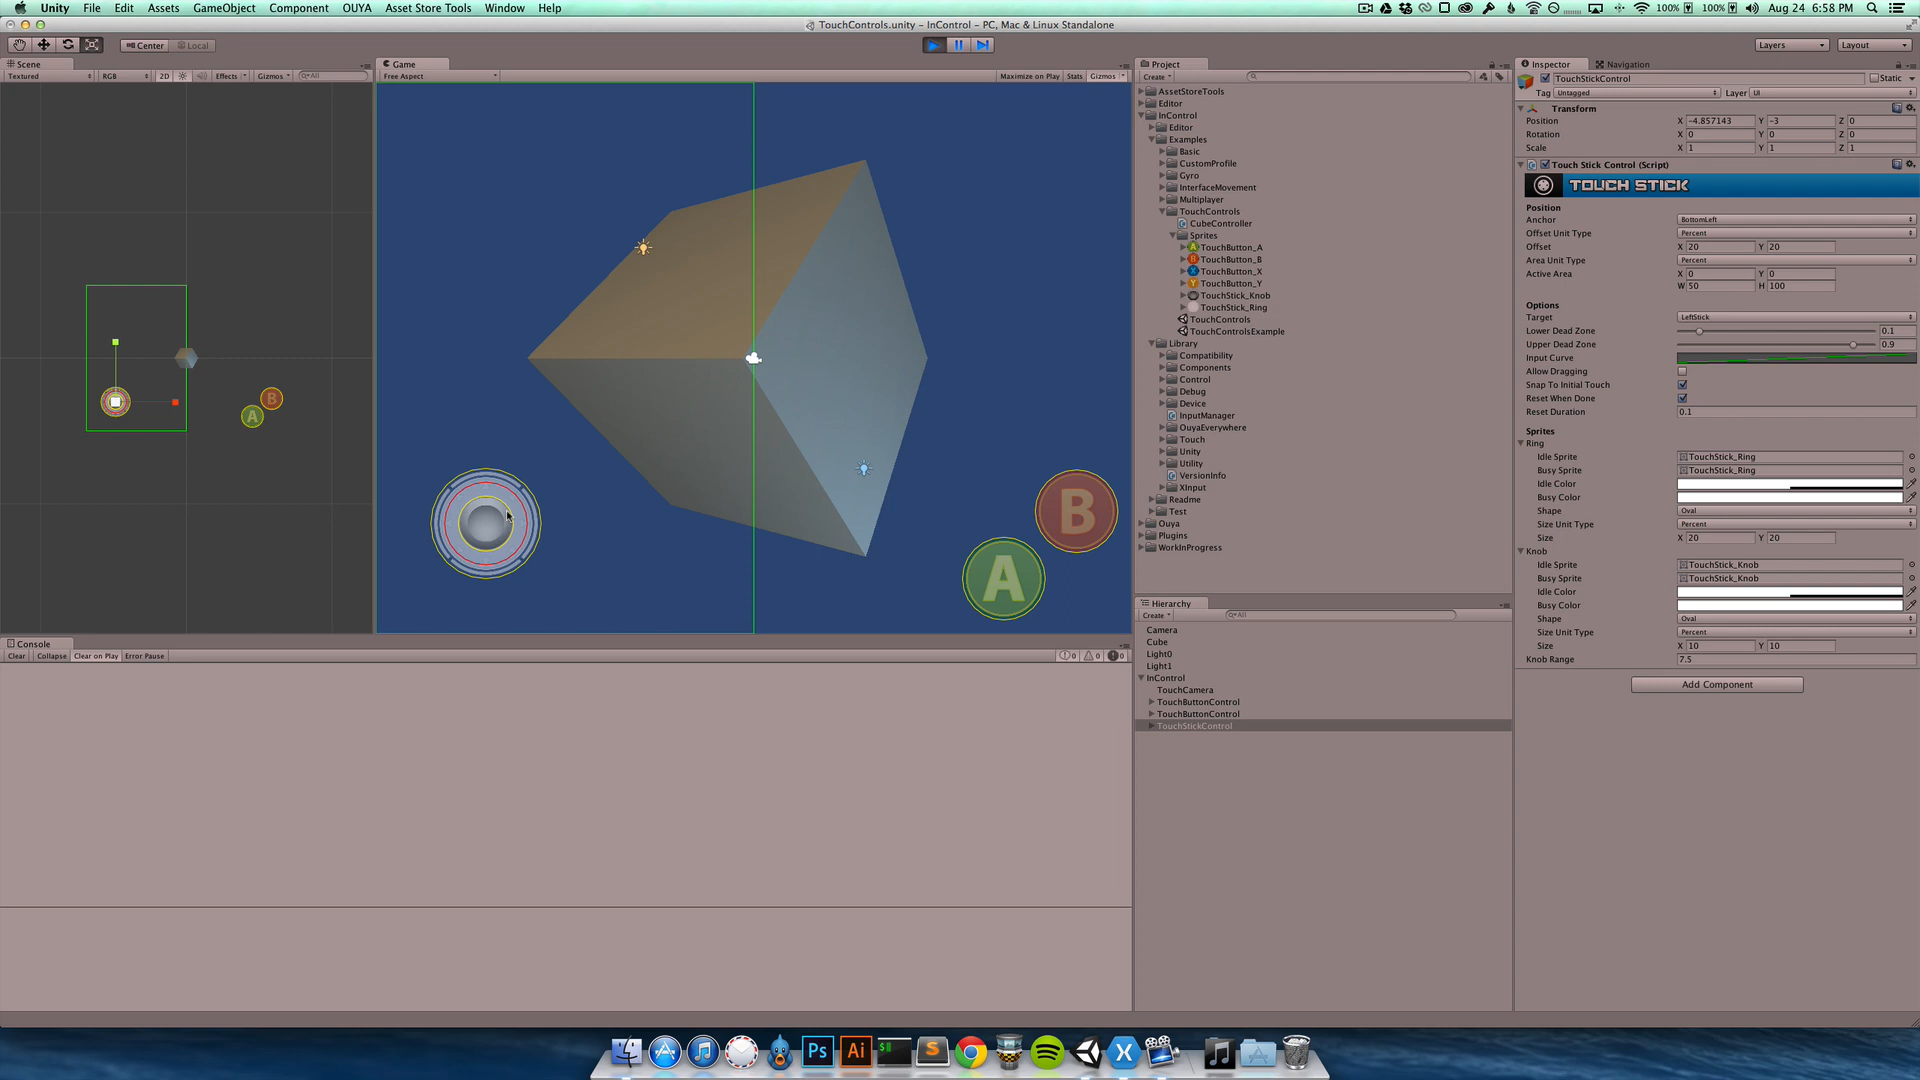 Unity File Edit Assets GameObject Component OUYA Asset Store Tools Window Help 100% 100% Aug 24 6:58 PM
TouchControls.unity - InControl - PC, Mac & Linux Standalone
Center Local Layers Layout
Scene
Textured RGB 2D Effects Gizmos All
Game
Free Aspect Maximize on Play Stats Gizmos
A
B
B
A
Console
Clear Collapse Clear on Play Error Pause 0 0 0
Project
Create
AssetStoreTools
Editor
InControl
Editor
Examples
Basic
CustomProfile
Gyro
InterfaceMovement
Multiplayer
TouchControls
CubeController
Sprites
TouchButton_A
TouchButton_B
TouchButton_X
TouchButton_Y
TouchStick_Knob
TouchStick_Ring
TouchControls
TouchControlsExample
Library
Compatibility
Components
Control
Debug
Device
InputManager
OuyaEverywhere
Touch
Unity
Utility
VersionInfo
XInput
Readme
Test
Ouya
Plugins
WorkInProgress
Hierarchy
Create All
Camera
Cube
Light0
Light1
InControl
TouchCamera
TouchButtonControl
TouchButtonControl
TouchStickControl
Inspector Navigation
TouchStickControl Static
Tag Untagged Layer UI
Transform
Position X -4.857143 Y -3 Z 0
Rotation X 0 Y 0 Z 0
Scale X 1 Y 1 Z 1
Touch Stick Control (Script)
TOUCH STICK
Position
Anchor BottomLeft
Offset Unit Type Percent
Offset X 20 Y 20
Area Unit Type Percent
Active Area X 0 Y 0
W 50 H 100
Options
Target LeftStick
Lower Dead Zone 0.1
Upper Dead Zone 0.9
Input Curve
Allow Dragging
Snap To Initial Touch
Reset When Done
Reset Duration 0.1
Sprites
Ring
Idle Sprite TouchStick_Ring
Busy Sprite TouchStick_Ring
Idle Color
Busy Color
Shape Oval
Size Unit Type Percent
Size X 20 Y 20
Knob
Idle Sprite TouchStick_Knob
Busy Sprite TouchStick_Knob
Idle Color
Busy Color
Shape Oval
Size Unit Type Percent
Size X 10 Y 10
Knob Range 7.5
Add Component
Ps Ai $ S X